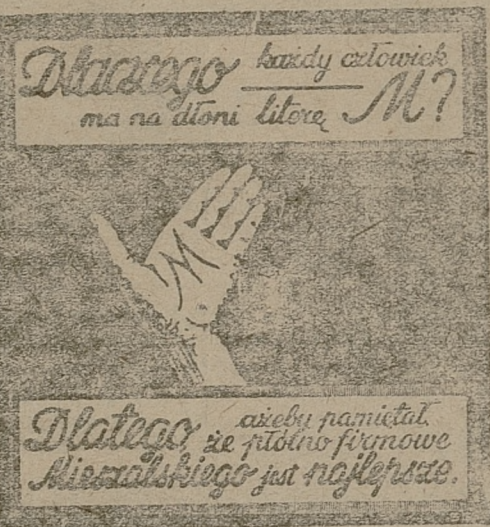 Dlaczego każdy człowiek
ma na dłoni literę M?
M
Dlatego ażeby pamiętał,
że płótno firmowe
Mieszalskiego jest najlepsze.